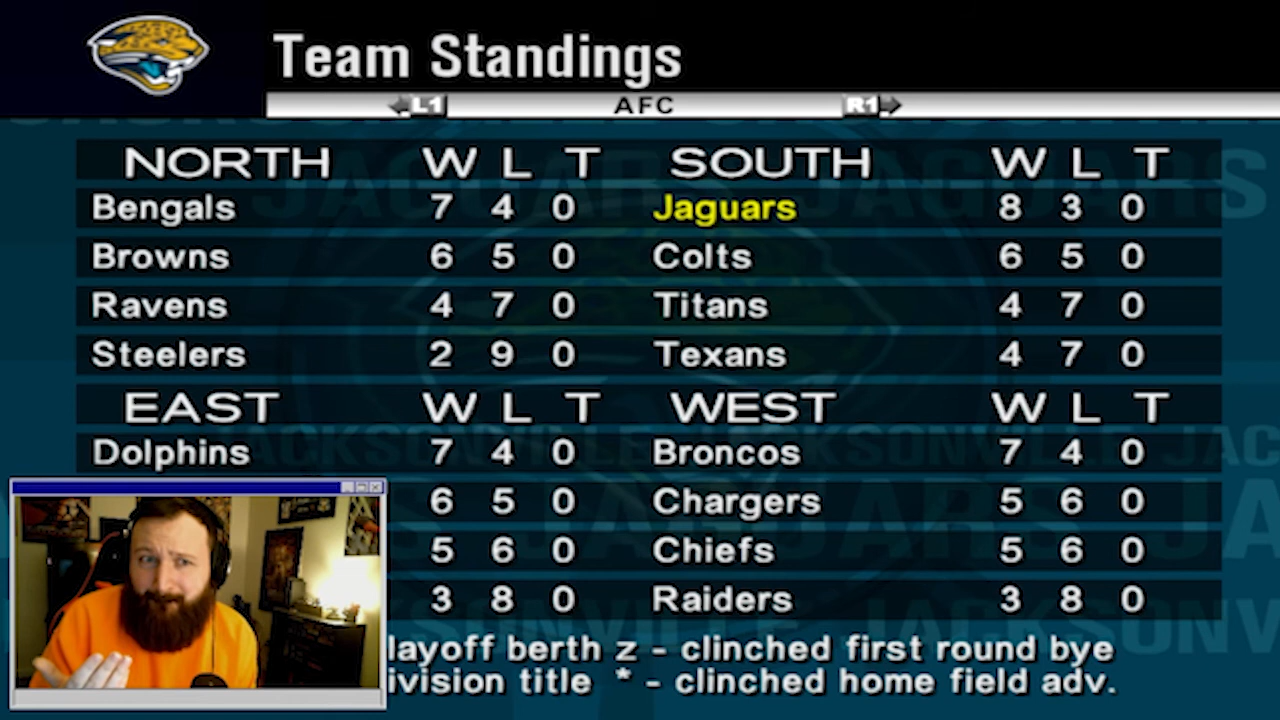 Team Standings
L1 AFC R1
NORTH W L T SOUTH W L T
Bengals 7 4 0 Jaguars 8 3 0
Browns 6 5 0 Colts 6 5 0
Ravens 4 7 0 Titans 4 7 0
Steelers 2 9 0 Texans 4 7 0
EAST W L T WEST W L T
Dolphins 7 4 0 Broncos 7 4 0
6 5 0 Chargers 5 6 0
5 6 0 Chiefs 5 6 0
3 8 0 Raiders 3 8 0
layoff berth z - clinched first round bye
ivision title * - clinched home field adv.